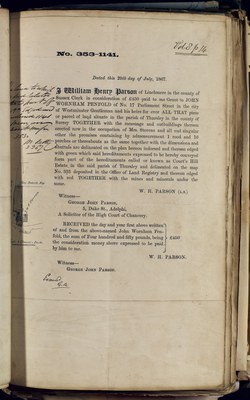 No. 353-1141.
Dated this 26th day of July, 1867.
I William Henry Parson of Linchmere in the county of
Sussex Clerk in consideration of £450 paid to me Grant to JOHN
WORNHAM PENFOLD of No. 17 Parliament Street in the city
of Westminster Gentleman and his heirs for ever ALL THAT piece
or parcel of land situate in the parish of Thursley in the county of
Surrey TOGETHER with the messuage and outbuildings thereon
erected now in the occupation of Mrs. Stevens and all and singular
other the premises containing by admeasurement 1 rood and 10
perches or thereabouts as the same together with the dimensions and
abuttals are delineated on the plan hereon indorsed and thereon edged
with green which said hereditaments expressed to be hereby conveyed
form part of the hereditaments called or known as Court's Hill
Estate, in the said parish of Thursley and delineated on the map
No. 353 deposited in the Office of Land Registry and thereon edged
with red TOGETHER with the mines and minerals under the
same.
W. H. PARSON (L.S.)
Witness—
GEORGE JOHN PARSON,
2, Duke St., Adelphi,
A Solicitor of the High Court of Chancery.
RECEIVED the day and year first above written
of and from the above-named John Wornham Pen-
fold, the sum of Four hundred and fifty pounds, being
the consideration money above expressed to be paid
by him to me.
£450
W. H. PARSON.
Witness—
GEORGE JOHN PARSON.